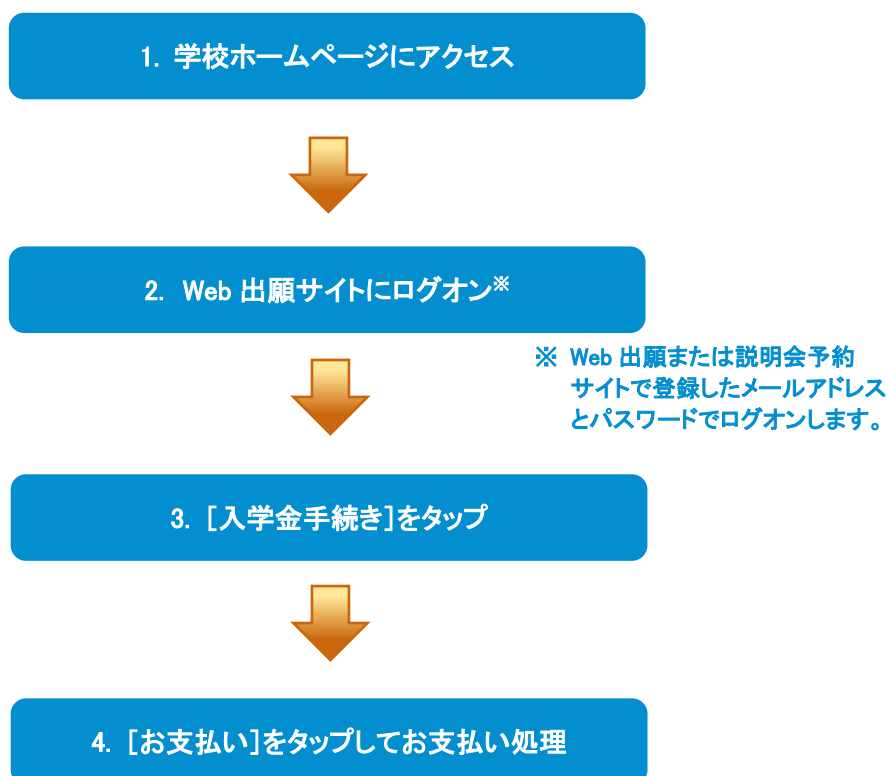 1. 学校ホームページにアクセス
2. Web 出願サイトにログオン※
※ Web 出願または説明会予約
サイトで登録したメールアドレス
とパスワードでログオンします。
3. [入学金手続き]をタップ
4. [お支払い]をタップしてお支払い処理